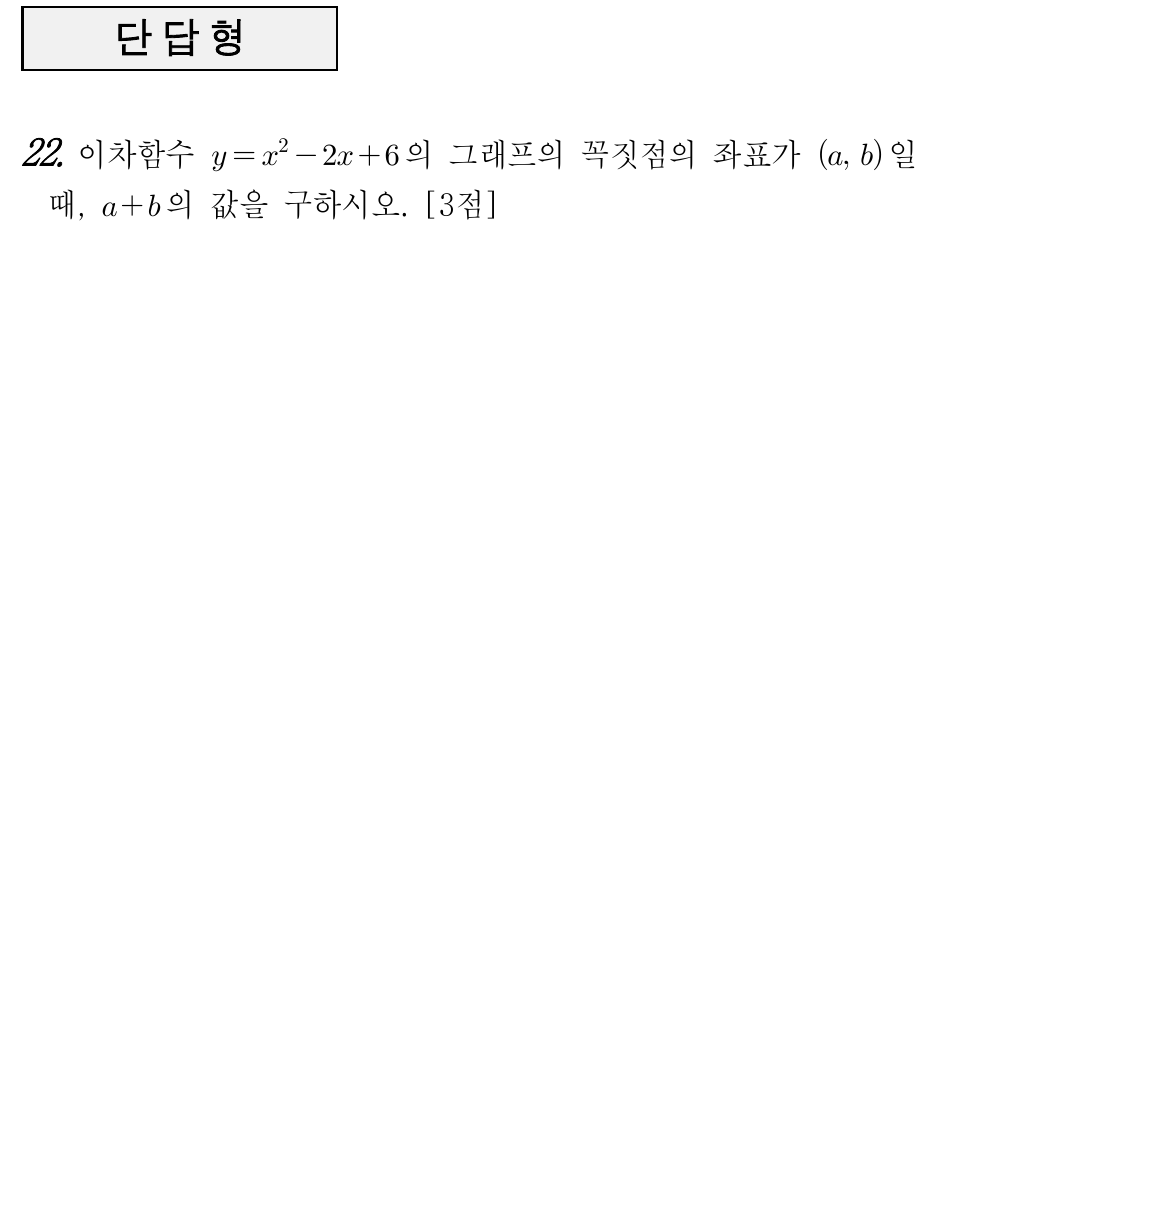 단 답 형
22. 이차함수 y=x²-2x+6의 그래프의 꼭짓점의 좌표가 (a, b)일
때, a+b의 값을 구하시오. [3점]